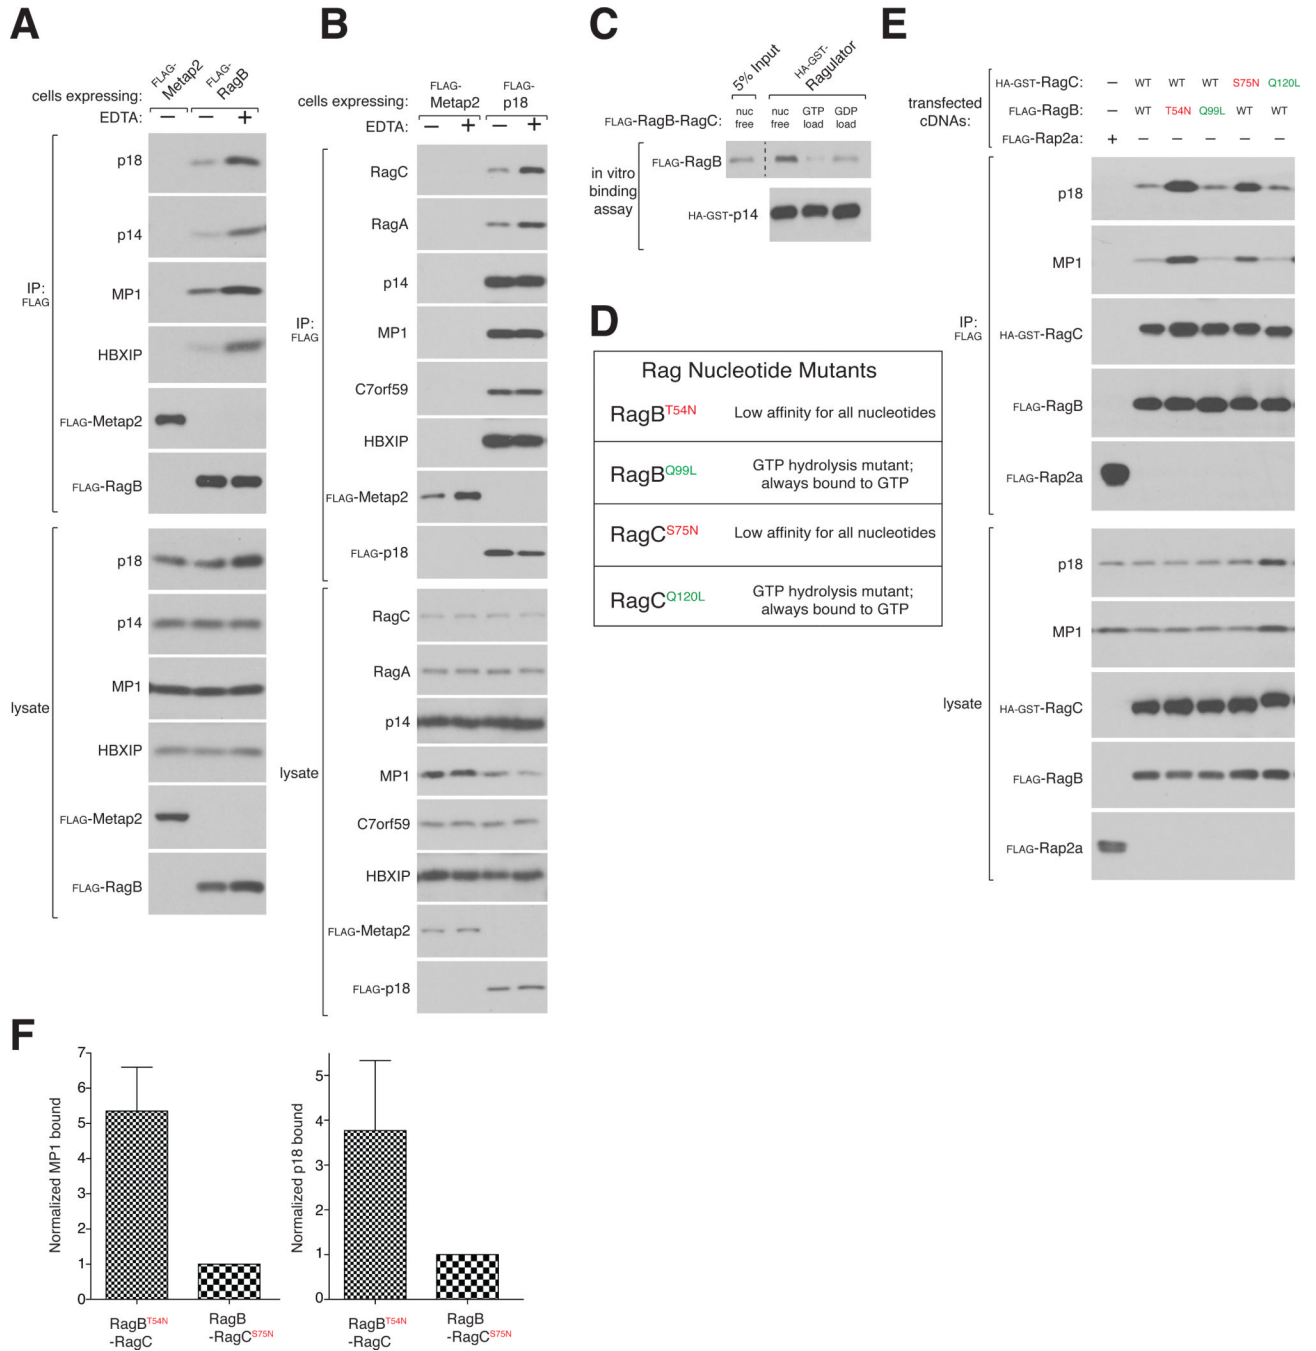 A
FLAG-
Metap2
FLAG-
RagB
cells expressing:
EDTA: − +
IP:
FLAG
p18
p14
MP1
HBXIP
FLAG-Metap2
FLAG-RagB
lysate
p18
p14
MP1
HBXIP
FLAG-Metap2
FLAG-RagB
B
cells expressing:
FLAG-
Metap2
FLAG-
p18
EDTA: − + − +
IP:
FLAG
RagC
RagA
p14
MP1
C7orf59
HBXIP
FLAG-Metap2
FLAG-p18
lysate
RagC
RagA
p14
MP1
C7orf59
HBXIP
FLAG-Metap2
FLAG-p18
C
5% Input
HA-GST-
Ragulator
FLAG-RagB-RagC:
nuc free
nuc free
GTP load
GDP load
in vitro
binding
assay
FLAG-RagB
HA-GST-p14
D
Rag Nucleotide Mutants
RagBT54N Low affinity for all nucleotides
RagBQ99L GTP hydrolysis mutant;
always bound to GTP
RagCS75N Low affinity for all nucleotides
RagCQ120L GTP hydrolysis mutant;
always bound to GTP
E
transfected
cDNAs:
HA-GST-RagC: − WT WT WT S75N Q120L
FLAG-RagB: − WT T54N Q99L WT WT
FLAG-Rap2a: + − − − − −
IP:
FLAG
p18
MP1
HA-GST-RagC
FLAG-RagB
FLAG-Rap2a
lysate
p18
MP1
HA-GST-RagC
FLAG-RagB
FLAG-Rap2a
F
Normalized MP1 bound
7
6
5
4
3
2
1
0
RagBT54N
-RagC
RagB
-RagCS75N
Normalized p18 bound
5
4
3
2
1
0
RagBT54N
-RagC
RagB
-RagCS75N